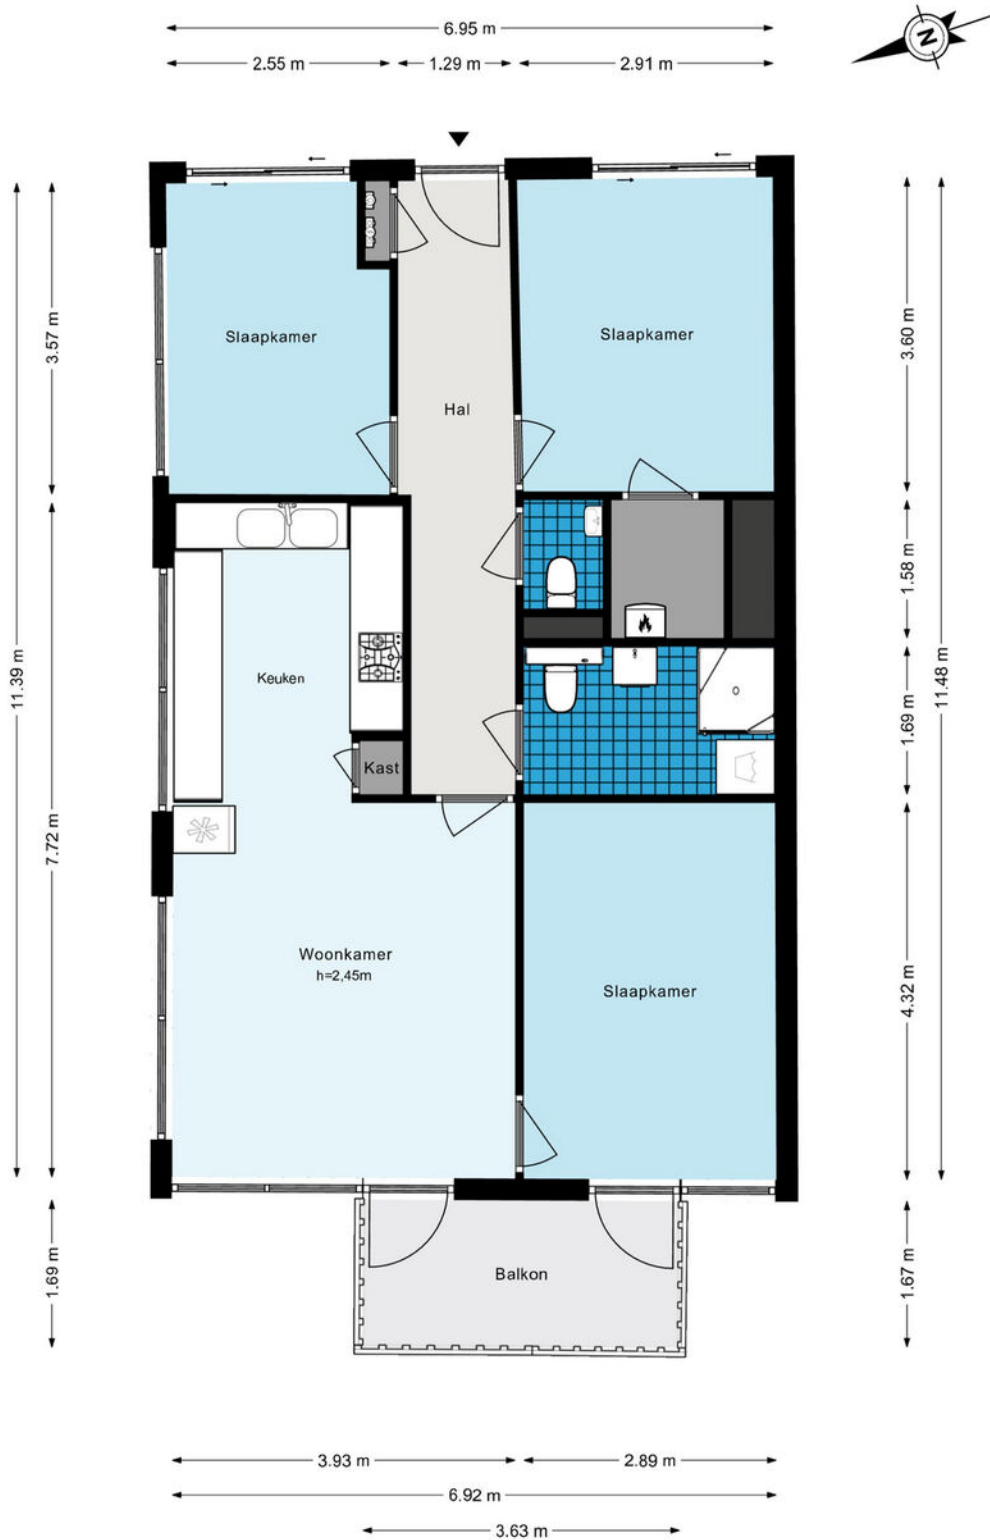 6.95 m
2.55 m
1.29 m
2.91 m
N
3.57 m
Slaapkamer
Slaapkamer
3.60 m
Hal
1.58 m
11.39 m
Keuken
11.48 m
1.69 m
Kast
7.72 m
Woonkamer
h=2,45m
Slaapkamer
4.32 m
1.69 m
Balkon
1.67 m
3.93 m
2.89 m
6.92 m
3.63 m